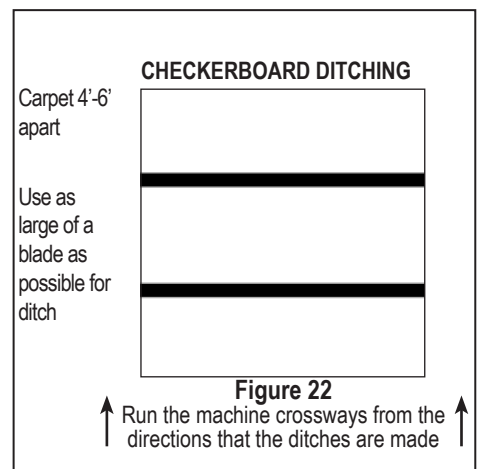 CHECKERBOARD DITCHING
Carpet 4'-6'
apart
Use as
large of a
blade as
possible for
ditch
Figure 22
Run the machine crossways from the
directions that the ditches are made